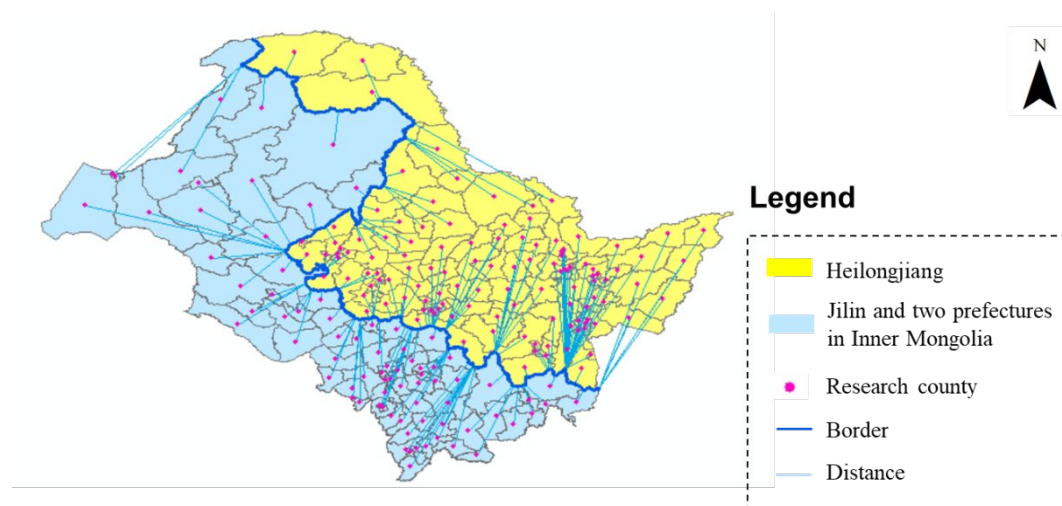 N
Legend
Heilongjiang
Jilin and two prefectures
in Inner Mongolia
Research county
Border
Distance